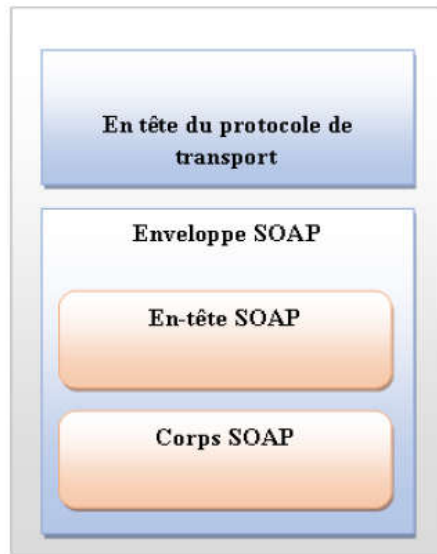 En tête du protocole de
transport
Enveloppe SOAP
En-tête SOAP
Corps SOAP